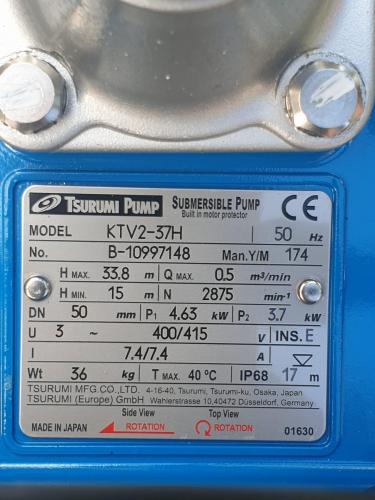 TSURUMI PUMP SUBMERSIBLE PUMP CE
Built in motor protector
MODEL KTV2-37H 50 Hz
No. B-10997148 Man.Y/M 174
H MAX. 33.8 m Q MAX. 0.5 m³/min
H MIN. 15 m N 2875 min-1
DN 50 mm P1 4.63 kW P2 3.7 kW
U 3 ~ 400/415 V INS.E
I 7.4/7.4 A
Wt 36 kg T MAX. 40 °C IP68 17 m
TSURUMI MFG.CO.,LTD. 4-16-40, Tsurumi, Tsurumi-ku, Osaka, Japan
TSURUMI (Europe) GmbH Wahlerstrasse 10,40472 Düsseldorf, Germany
Side View Top View
MADE IN JAPAN ROTATION ROTATION 01630